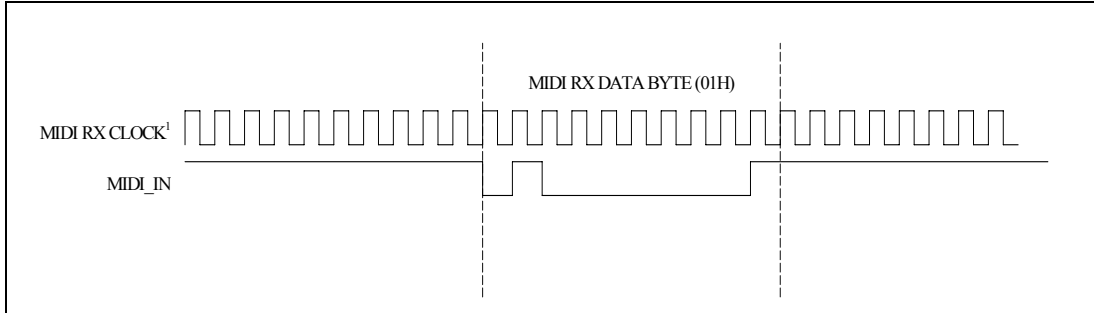 MIDI RX DATA BYTE (01H)
MIDI RX CLOCK¹
MIDI_IN